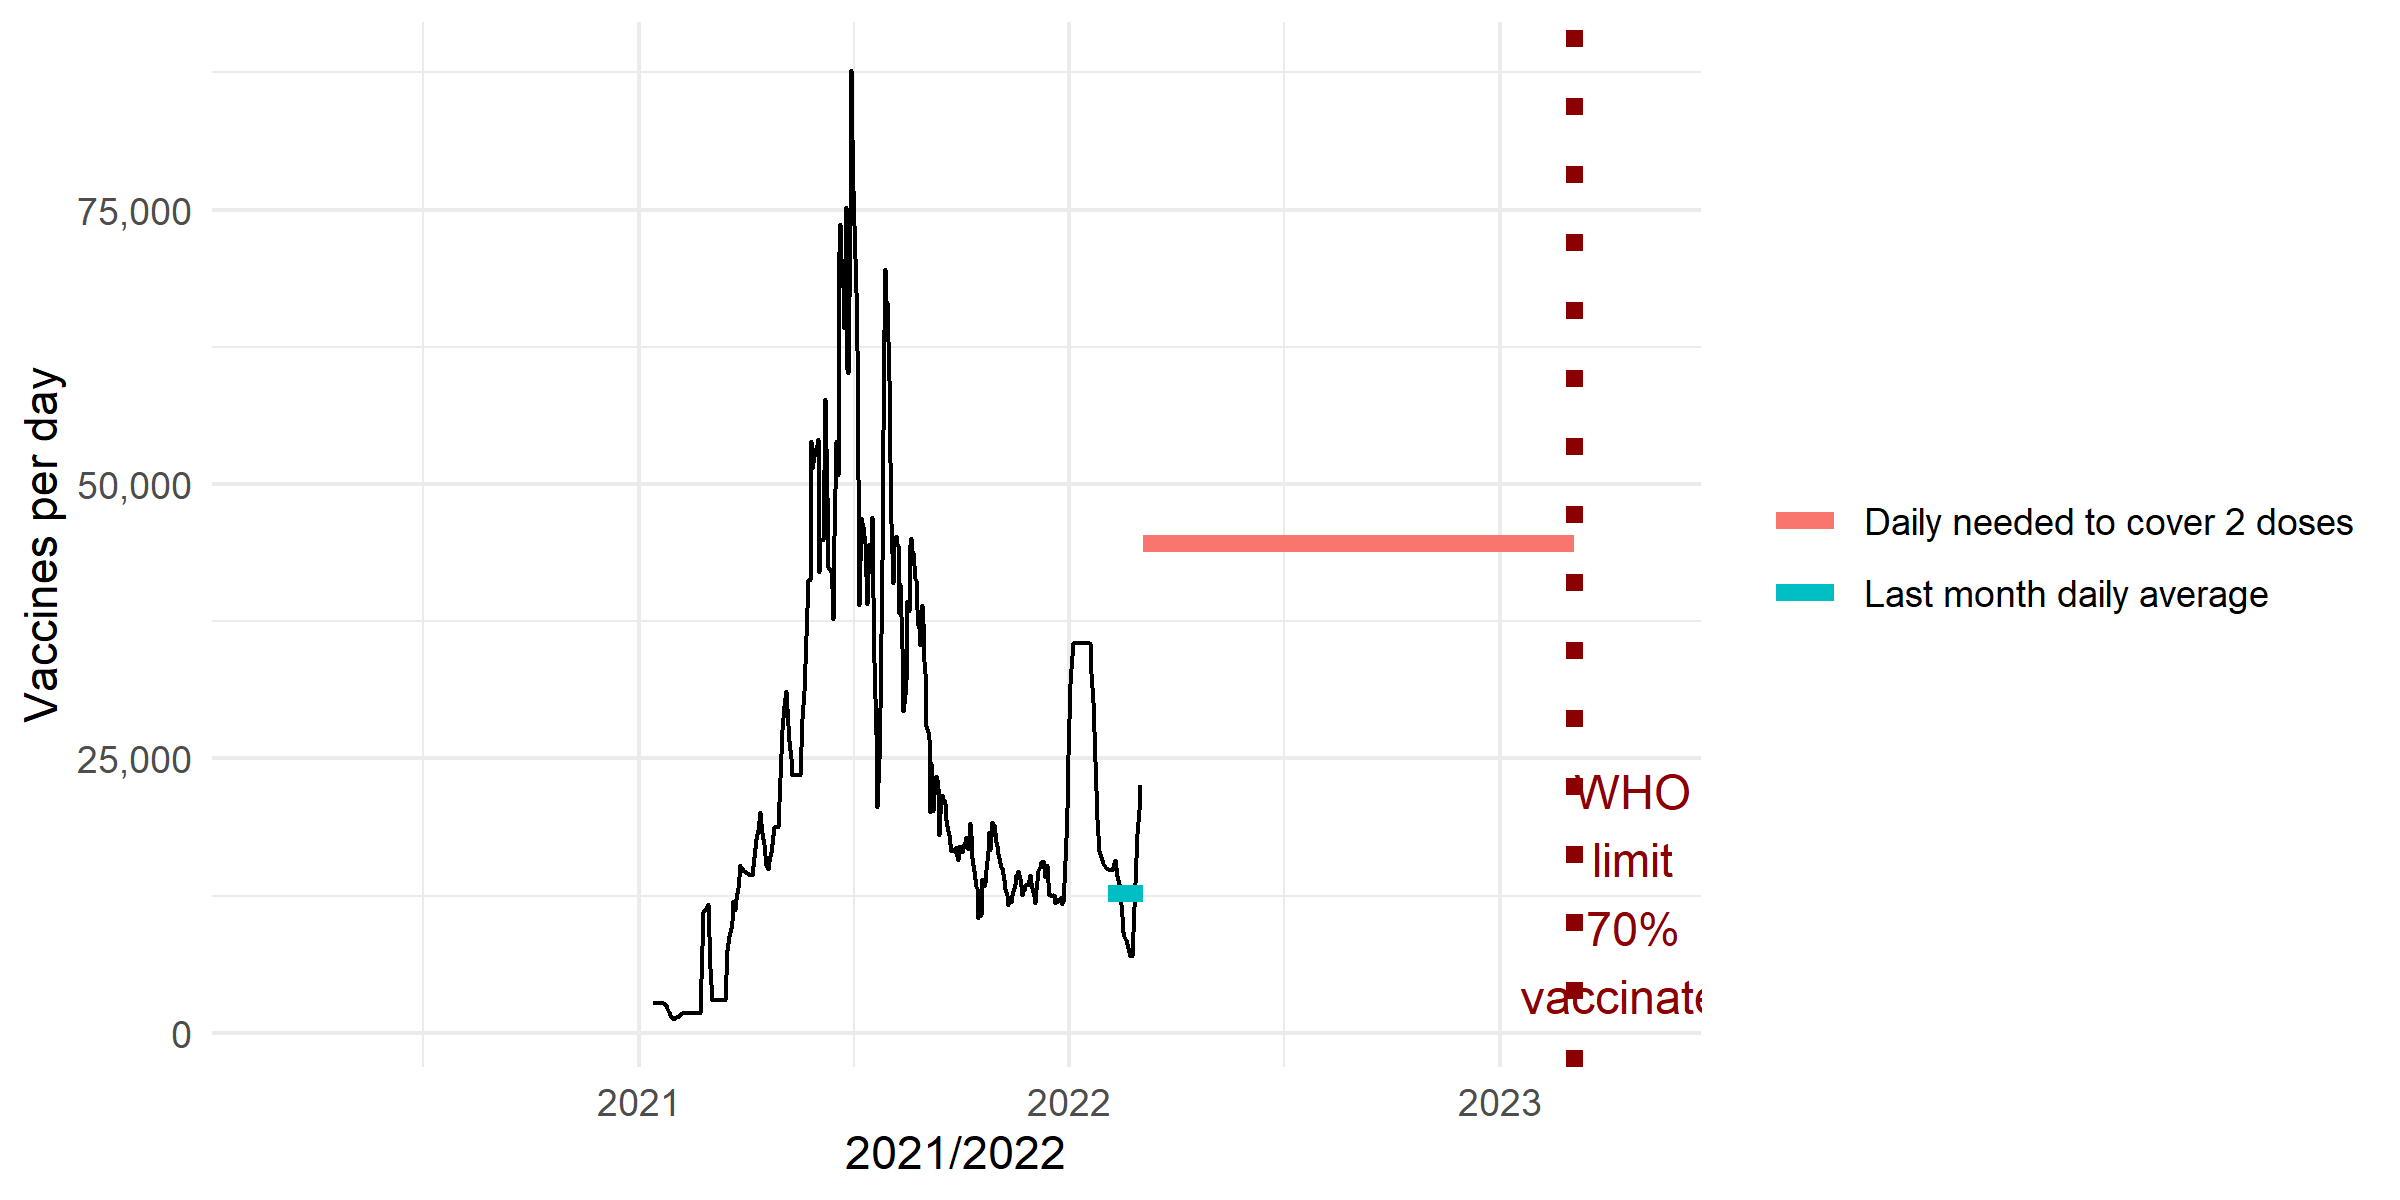 Vaccines per day
75,000
50,000
25,000
0
2021
2022
2023
2021/2022
WHO
limit
70%
vaccinate
Daily needed to cover 2 doses
Last month daily average